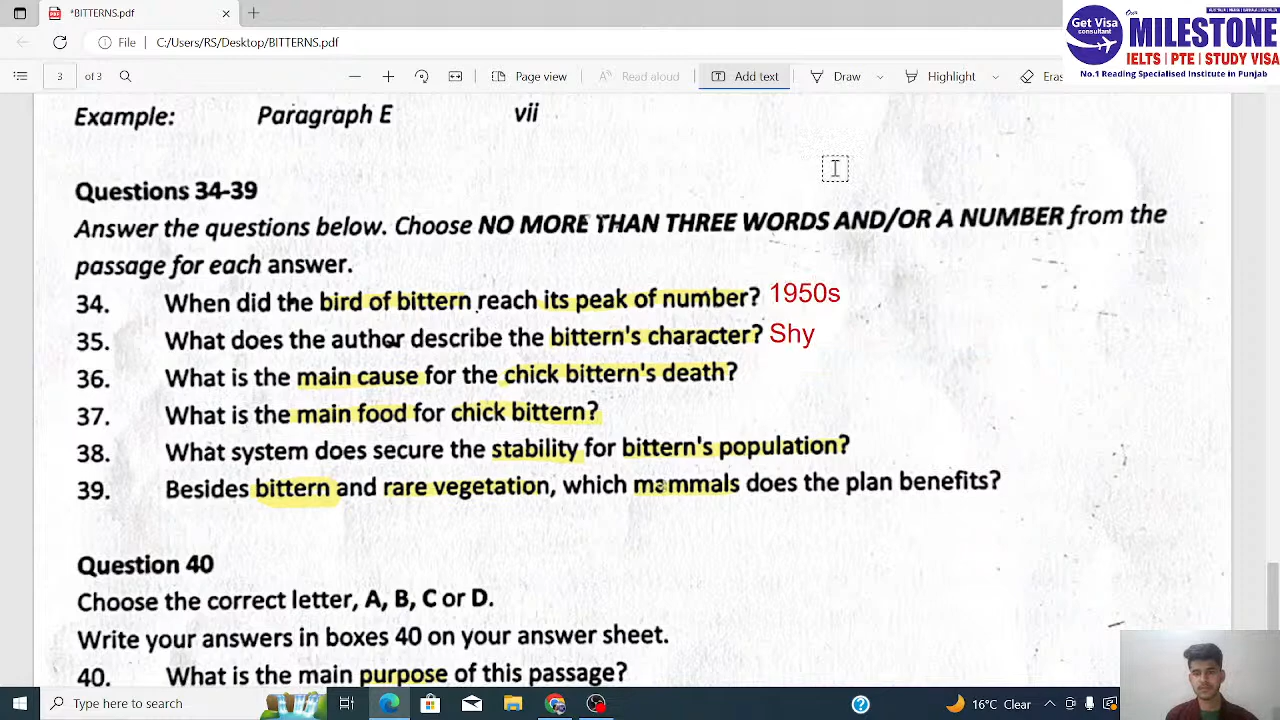 *BITTERNS.pdf
File C:/Users/RS/Desktop/BITTERNS.pdf
Get Visa
consultant
MILESTONE
IELTS | PTE | STUDY VISA
No.1 Reading Specialised Institute in Punjab
3 of 3 Page view Read aloud Add text Draw Highlight Eras
Example: Paragraph E vii
Questions 34-39
Answer the questions below. Choose NO MORE THAN THREE WORDS AND/OR A NUMBER from the
passage for each answer.
34. When did the bird of bittern reach its peak of number? 1950s
35. What does the author describe the bittern's character? Shy
36. What is the main cause for the chick bittern's death?
37. What is the main food for chick bittern?
38. What system does secure the stability for bittern's population?
39. Besides bittern and rare vegetation, which mammals does the plan benefits?
Question 40
Choose the correct letter, A, B, C or D.
Write your answers in boxes 40 on your answer sheet.
40. What is the main purpose of this passage?
Type here to search 16°C Clear